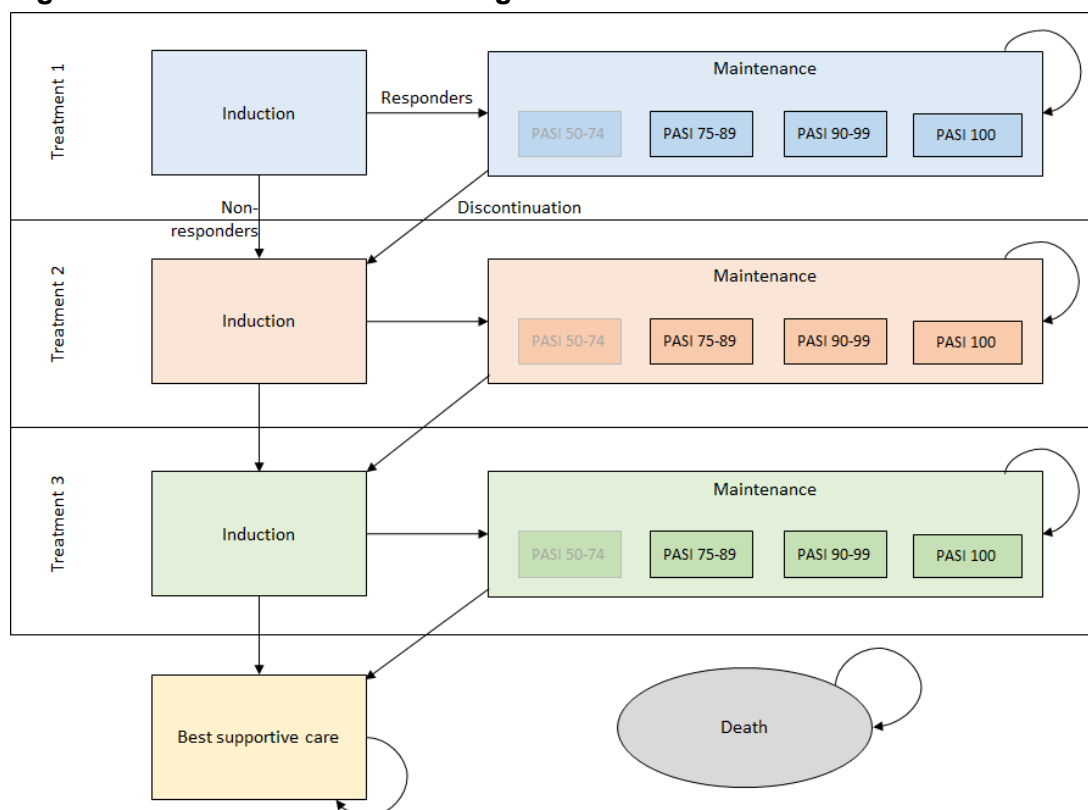 Treatment 1
Induction
Responders
Maintenance
PASI 50-74
PASI 75-89
PASI 90-99
PASI 100
Non-
responders
Discontinuation
Treatment 2
Induction
Maintenance
PASI 50-74
PASI 75-89
PASI 90-99
PASI 100
Treatment 3
Induction
Maintenance
PASI 50-74
PASI 75-89
PASI 90-99
PASI 100
Best supportive care
Death